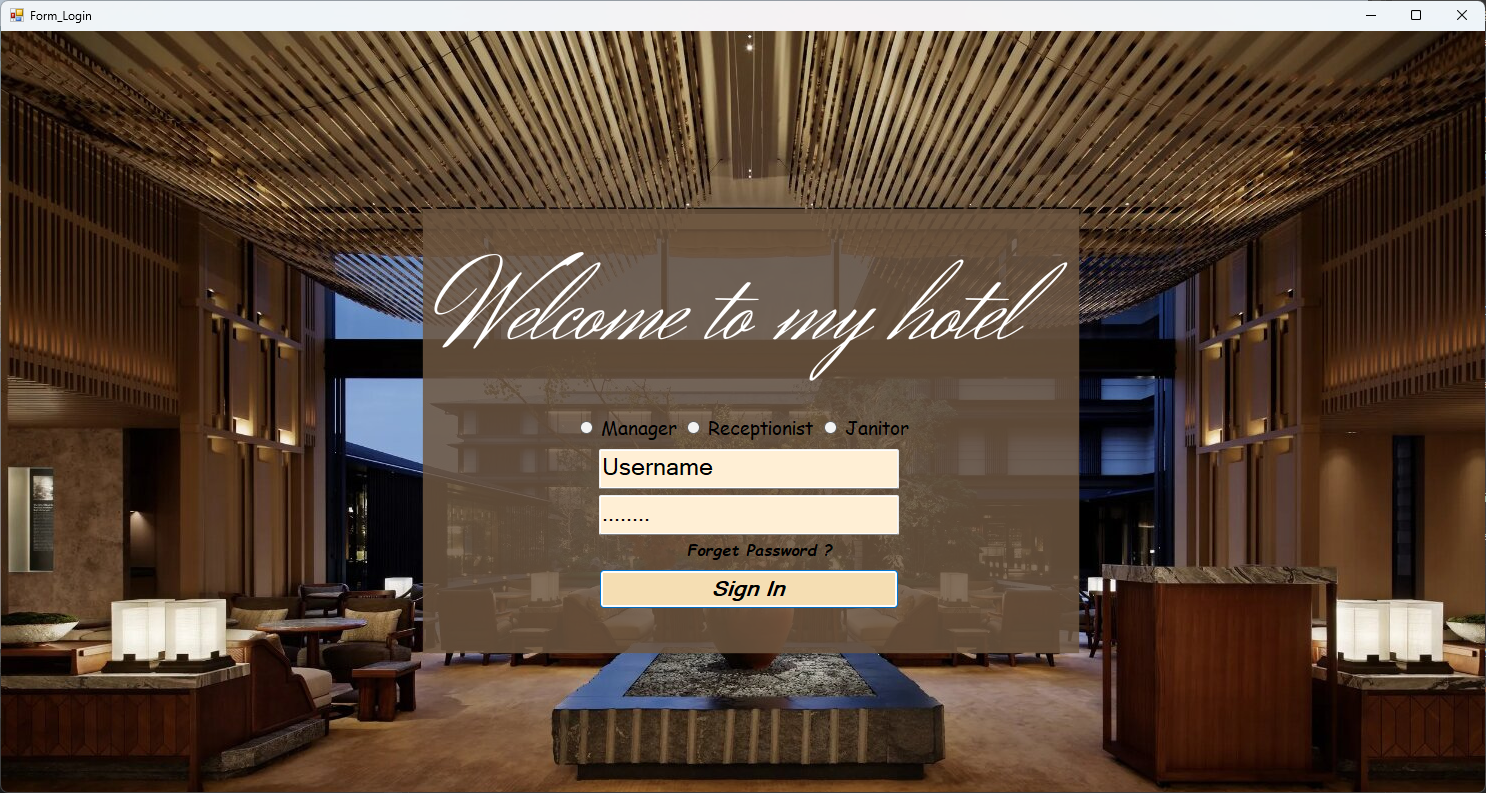 Form_Login
Welcome to my hotel
Manager Receptionist Janitor
Username
........
Forget Password ?
Sign In